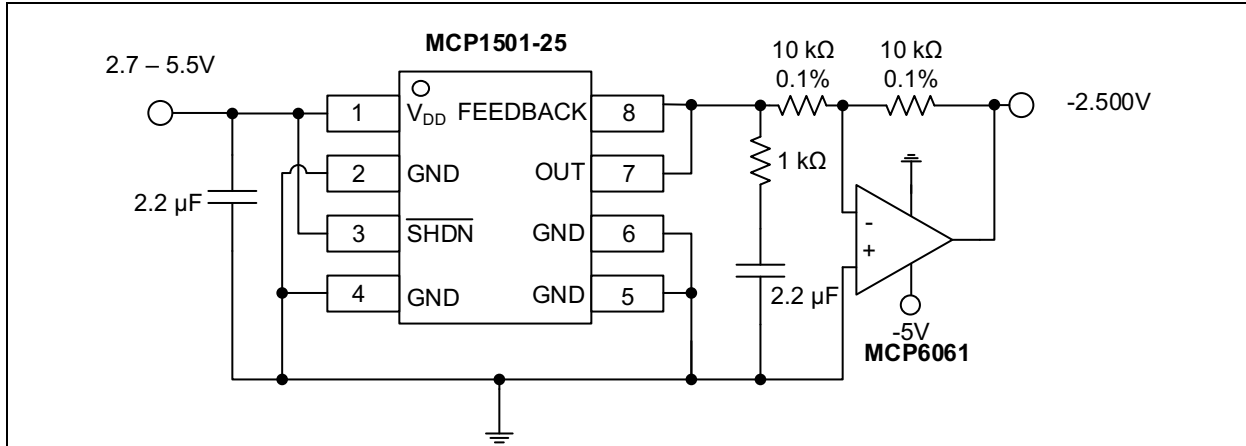 MCP1501-25
2.7 – 5.5V
10 kΩ
0.1%
10 kΩ
0.1%
-2.500V
1
VDD
FEEDBACK
8
2
GND
OUT
7
1 kΩ
2.2 µF
3
SHDN
GND
6
-
+
4
GND
GND
5
2.2 µF
-5V
MCP6061